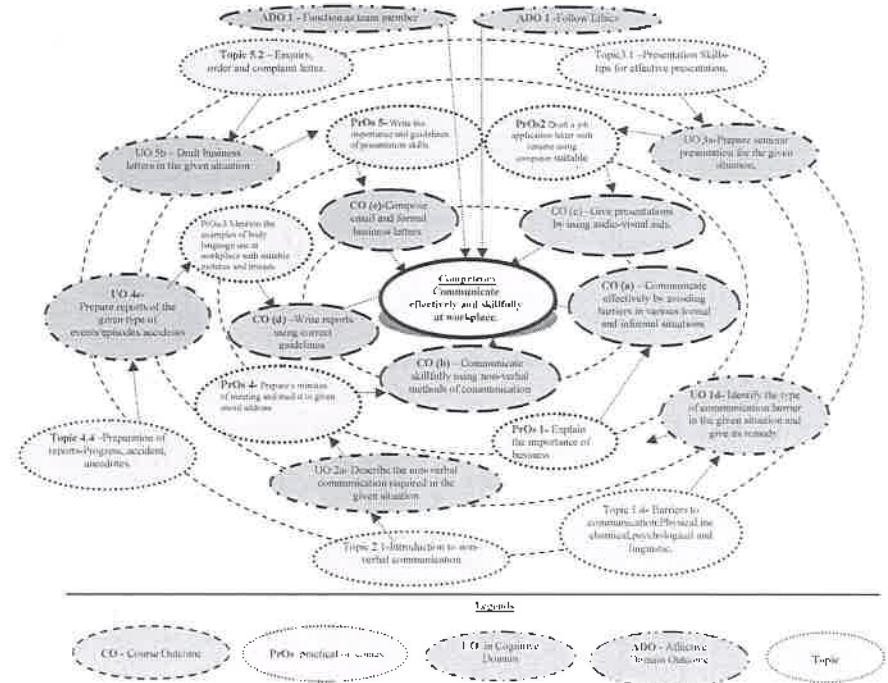 ADO 1 - Function as team member
ADO 1 -Follow Ethics
Topic 5.2 – Enquiry,
order and complaint letter.
Topic3.1 –Presentation Skills-
tips for effective presentation.
PrOs 5- Write the
importance and guidelines
of presentation skills.
PrOs2 Draft a job
application letter with
resume using
computer suitable
UO 5b – Draft business
letters in the given situation
UO 3a-Prepare seminar
presentation for the given
situation.
CO (e)-Compose
email and formal
business letters
CO (c) – Give presentations
by using audio-visual aids.
PrOs3 Mention the
examples of body
language use at
workplace with suitable
pictures and images
Competency
Communicate
effectively and skillfully
at workplace.
CO (a) – Communicate
effectively by avoiding
barriers in various formal
and informal situations
UO 4c-
Prepare reports of the
given type of
events/episodes/accidents
CO (d) –Write reports
using correct
guidelines
CO (b) – Communicate
skillfully using non-verbal
methods of communication
PrOs 4- Prepare minutes
of meeting and mail it to given
email address
PrOs 1- Explain
the importance of
business
UO 1d- Identify the type
of communication barrier
in the given situation and
give its remedy
Topic 4.4 –Preparation of
reports-Progress, accident,
anecdotes.
UO 2a- Describe the non-verbal
communication required in the
given situation
Topic 1.4- Barriers to
communication:Physical,me
chanical,psychological and
linguistic.
Topic 2.1-Introduction to non-
verbal communication
Legends
CO - Course Outcome
PrOs- Practical
UO- in Cognitive
Domain
ADO - Affective
Domain Outcome
Topic